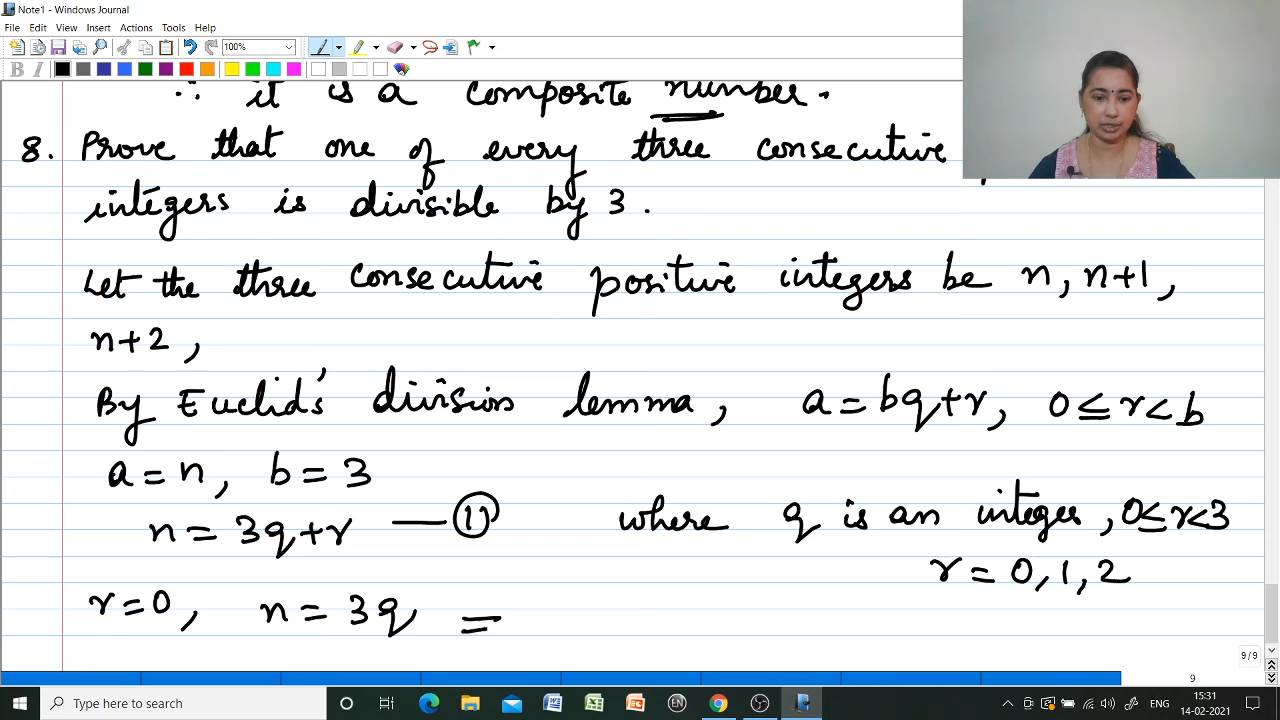 Note1 - Windows Journal
File Edit View Insert Actions Tools Help
100%
B I
∴ it is a composite number.
8. Prove that one of every three consecutive
integers is divisible by 3.
Let the three consecutive positive integers be n, n+1,
n+2,
By Euclid's division lemma, a = bq+r, 0 ≤ r < b
a = n, b = 3
n = 3q+r — (1) where q is an integer, 0≤r<3
r = 0, 1, 2
r=0, n = 3q =
9/9
9
Type here to search
ENG
15:31
14-02-2021